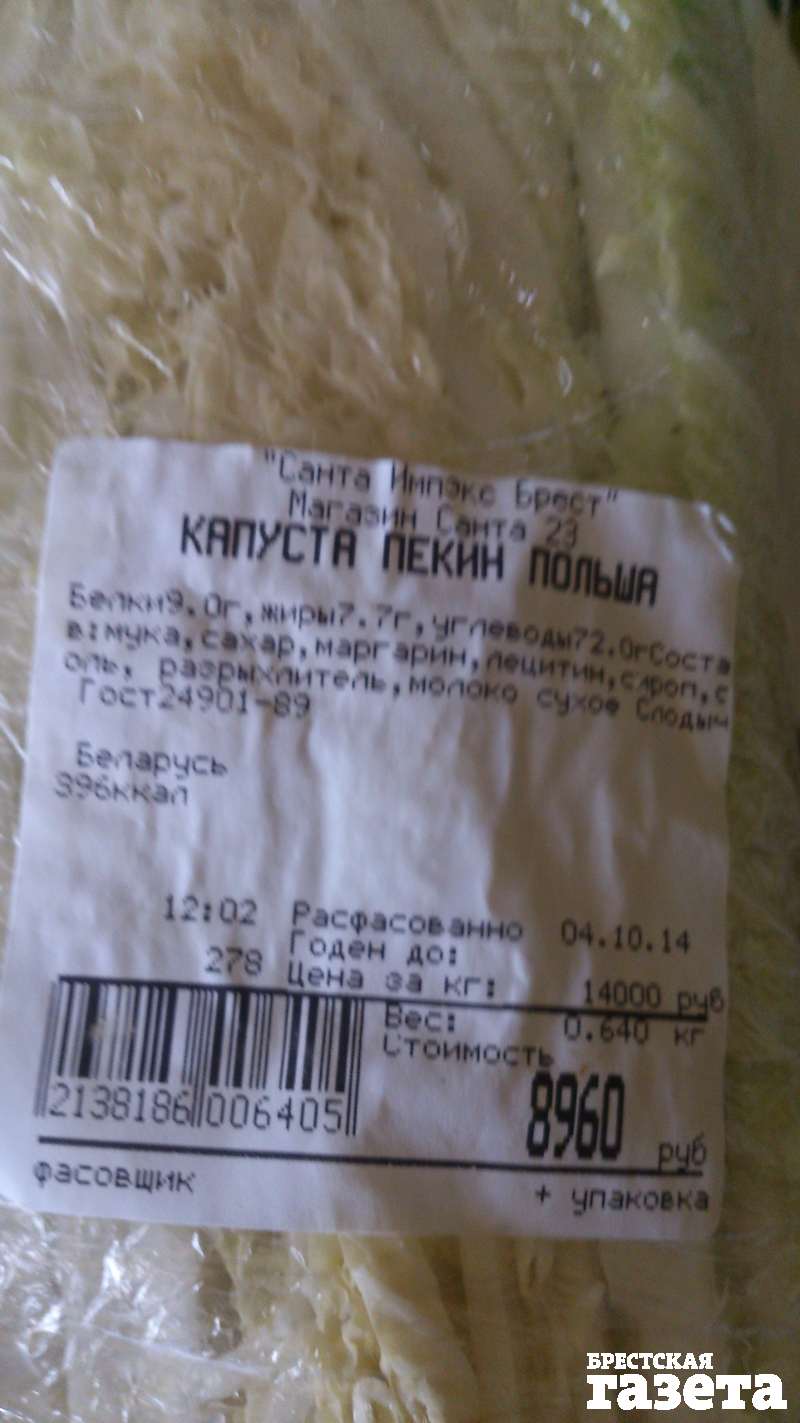 "Санта Импэкс Брест"
Магазин Санта 23
КАПУСТА ПЕКИН ПОЛЬША
Белки9.0г,жиры7.7г,углеводы72.0гСоста
в:мука,сахар,маргарин,лецитин,сироп,с
оль, разрыхлитель,молоко сухое Слодыч
Гост24901-89
Беларусь
396ккал
12:02 Расфасованно 04.10.14
Годен до:
278 Цена за кг: 14000 руб
Вес: 0.640 кг
Стоимость
8960 руб
2138186 006405
фасовщик + упаковка
БРЕСТСКАЯ
газета